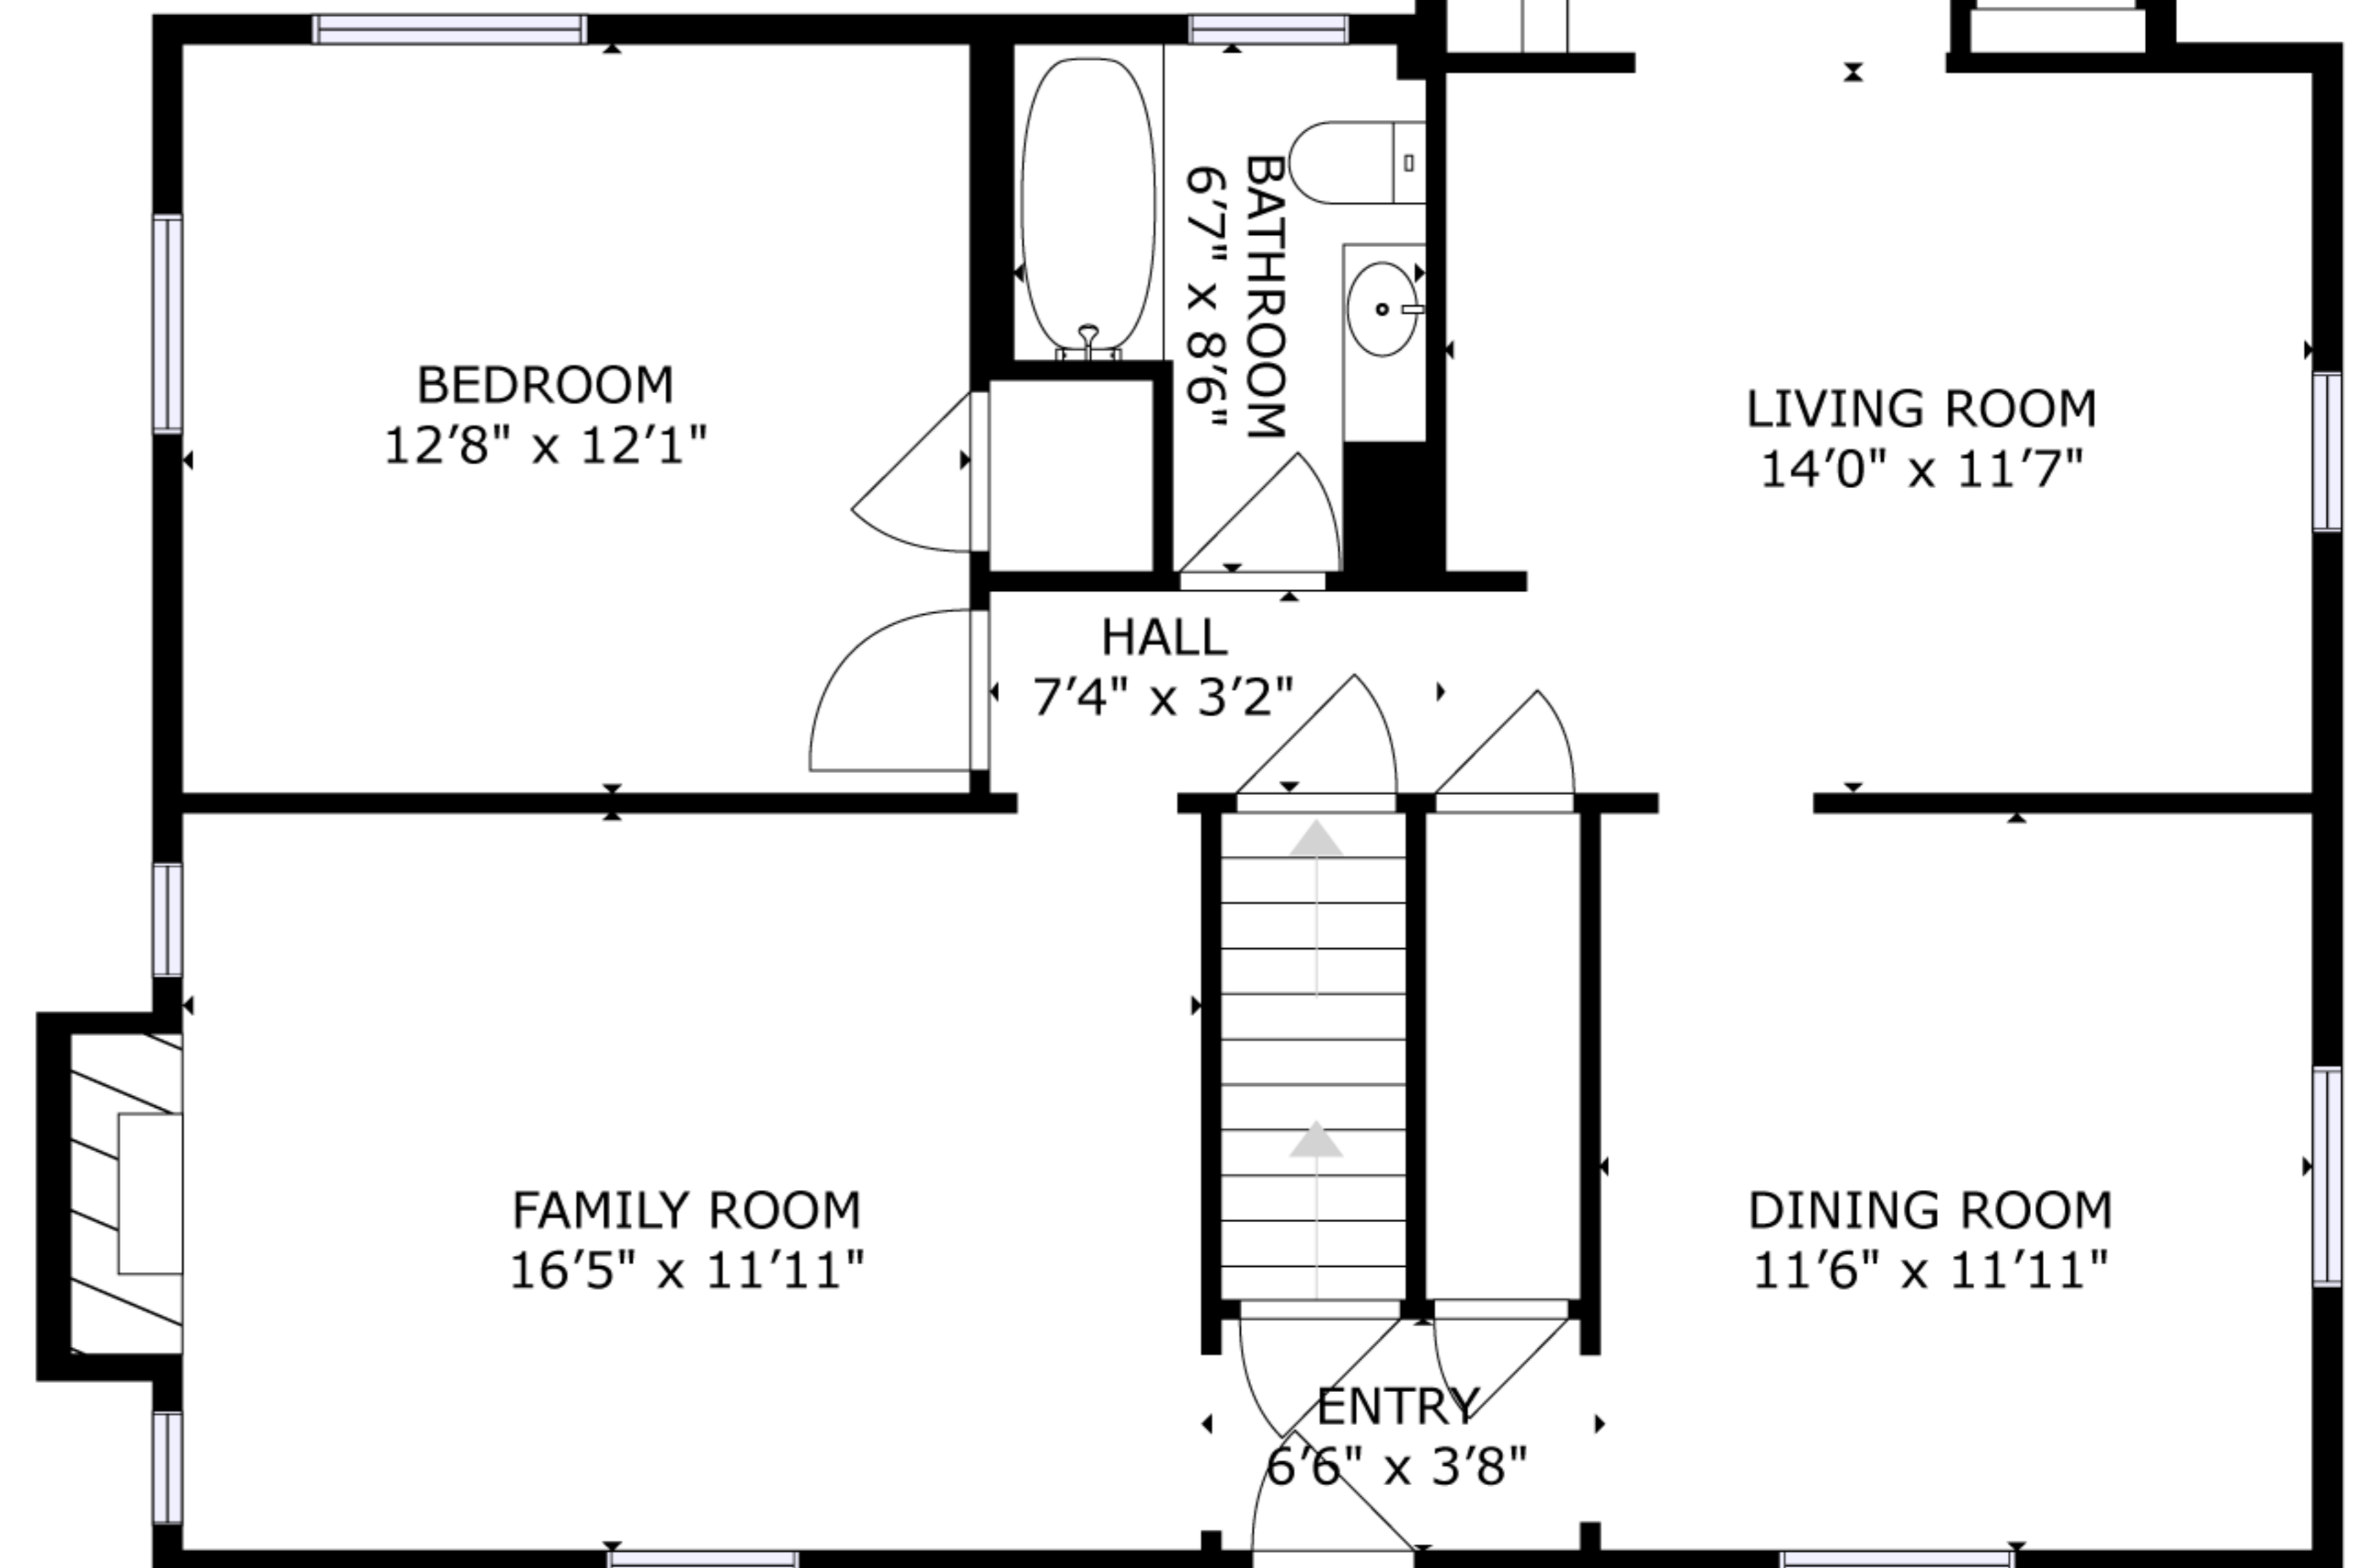 BEDROOM
12'8" x 12'1"
BATHROOM
6'7" x 8'6"
LIVING ROOM
14'0" x 11'7"
HALL
7'4" x 3'2"
FAMILY ROOM
16'5" x 11'11"
DINING ROOM
11'6" x 11'11"
ENTRY
6'6" x 3'8"